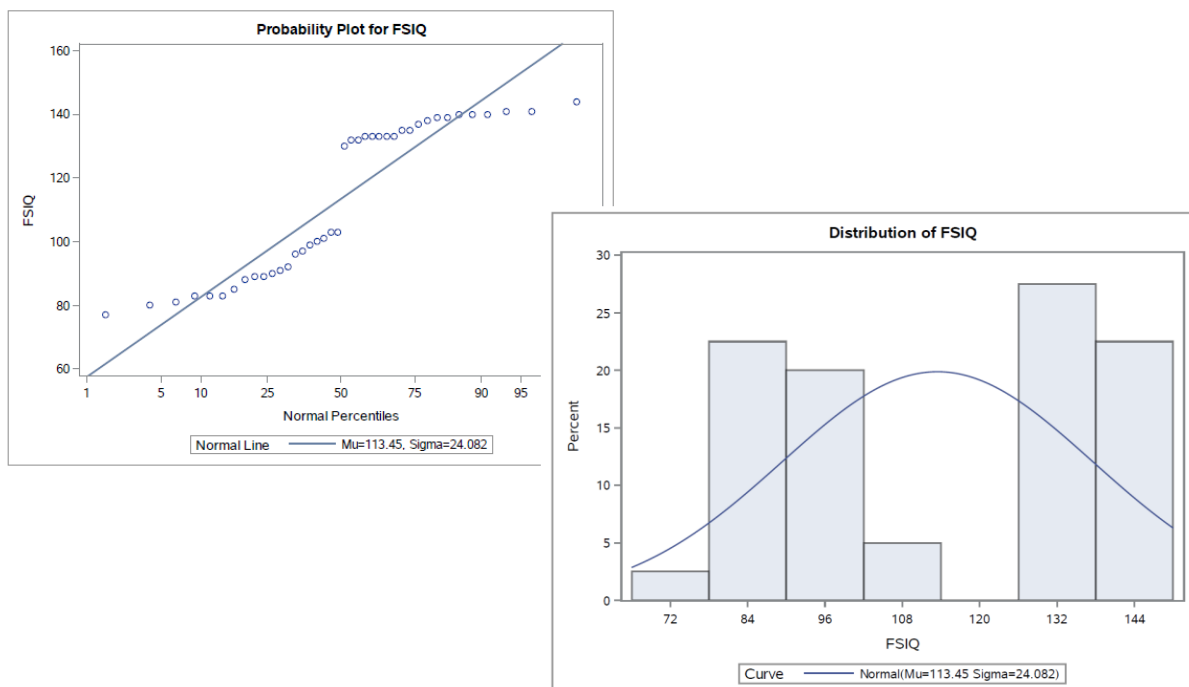 Probability Plot for FSIQ
160
140
120
100
80
60
FSIQ
1 5 10 25 50 75 90 95
Normal Percentiles
Normal Line Mu=113.45, Sigma=24.082
Distribution of FSIQ
30
25
20
15
10
5
0
Percent
72 84 96 108 120 132 144
FSIQ
Curve Normal(Mu=113.45 Sigma=24.082)